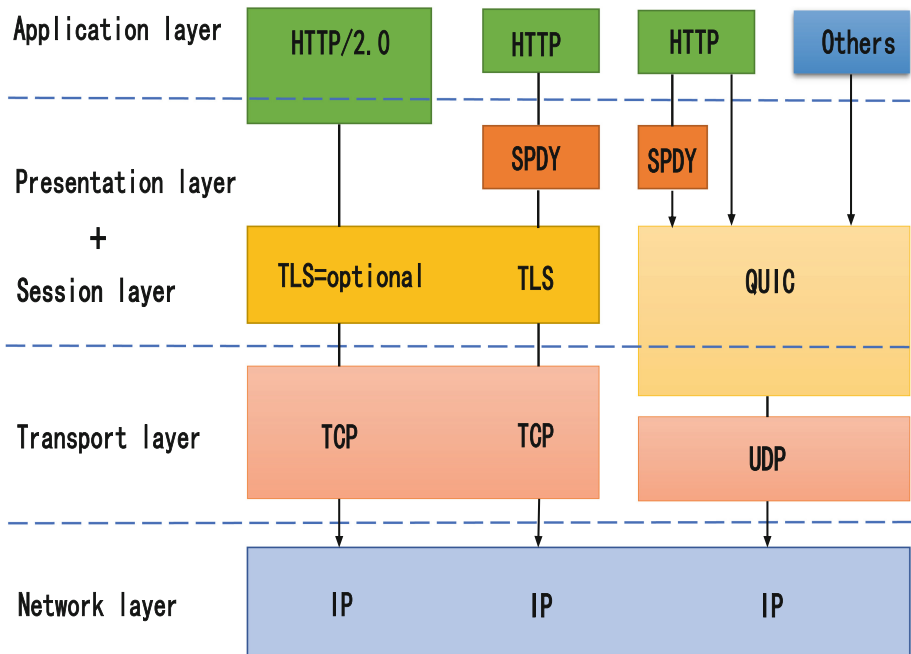 Application layer
HTTP/2.0
HTTP
HTTP
Others
Presentation layer
+
Session layer
SPDY
SPDY
TLS=optional
TLS
QUIC
Transport layer
TCP
TCP
UDP
Network layer
IP
IP
IP